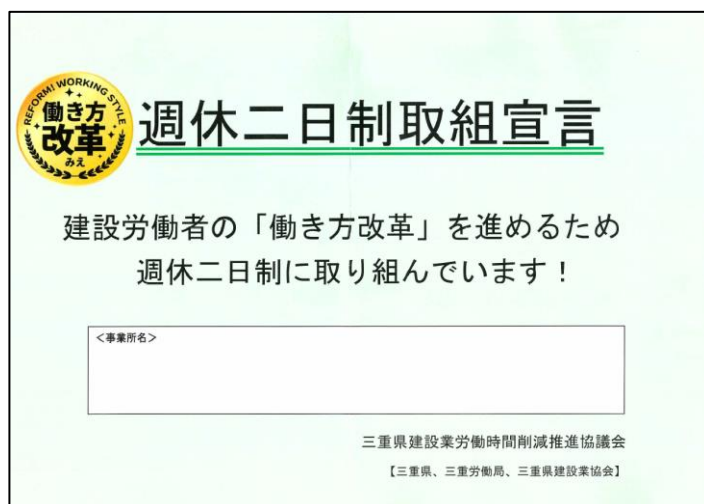 REFORM! WORKING STYLE
働き方
改革
みえ
週休二日制取組宣言
建設労働者の「働き方改革」を進めるため
週休二日制に取り組んでいます！
＜事業所名＞
三重県建設業労働時間削減推進協議会
【三重県、三重労働局、三重県建設業協会】